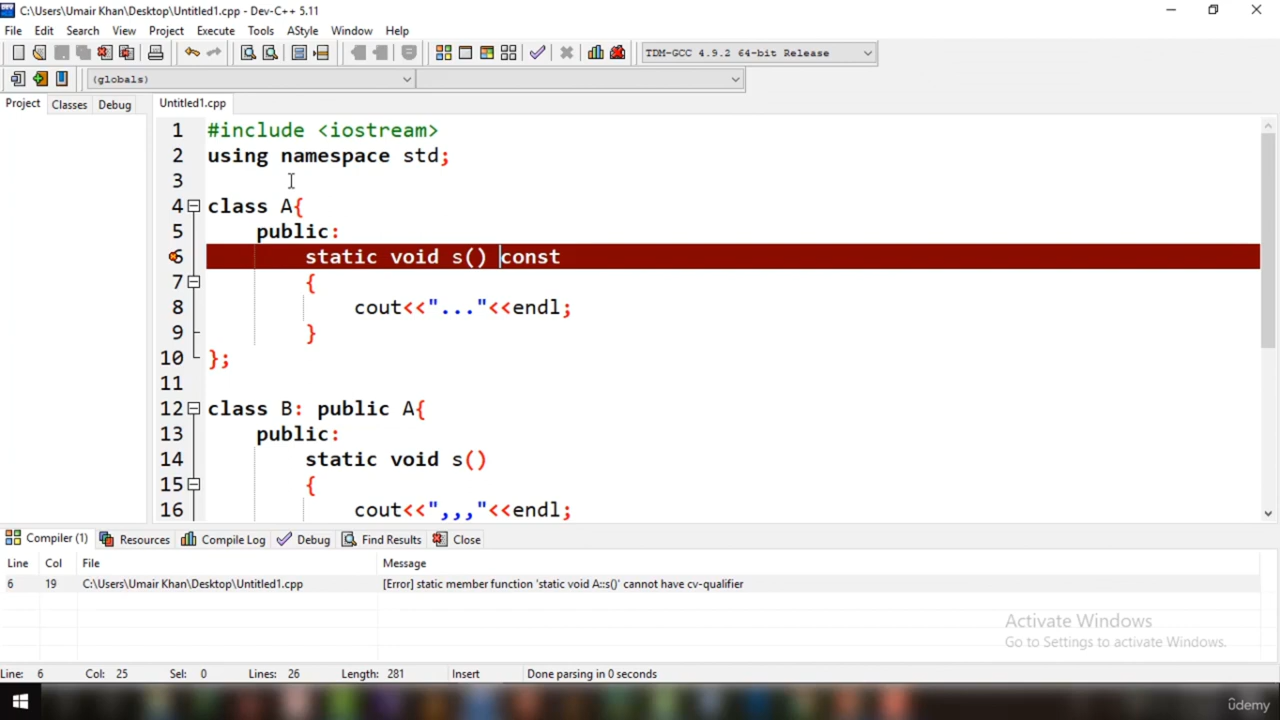 C:\Users\Umair Khan\Desktop\Untitled1.cpp - Dev-C++ 5.11
File Edit Search View Project Execute Tools AStyle Window Help
TDM-GCC 4.9.2 64-bit Release
(globals)
Project Classes Debug Untitled1.cpp
1 #include <iostream>
2 using namespace std;
3
4 class A{
5 public:
6 static void s() const
7 {
8 cout<<"..."<<endl;
9 }
10 };
11
12 class B: public A{
13 public:
14 static void s()
15 {
16 cout<<",,,"<<endl;
Compiler (1) Resources Compile Log Debug Find Results Close
Line Col File Message
6 19 C:\Users\Umair Khan\Desktop\Untitled1.cpp [Error] static member function 'static void A::s()' cannot have cv-qualifier
Activate Windows
Go to Settings to activate Windows.
Line: 6 Col: 25 Sel: 0 Lines: 26 Length: 281 Insert Done parsing in 0 seconds
ûdemy